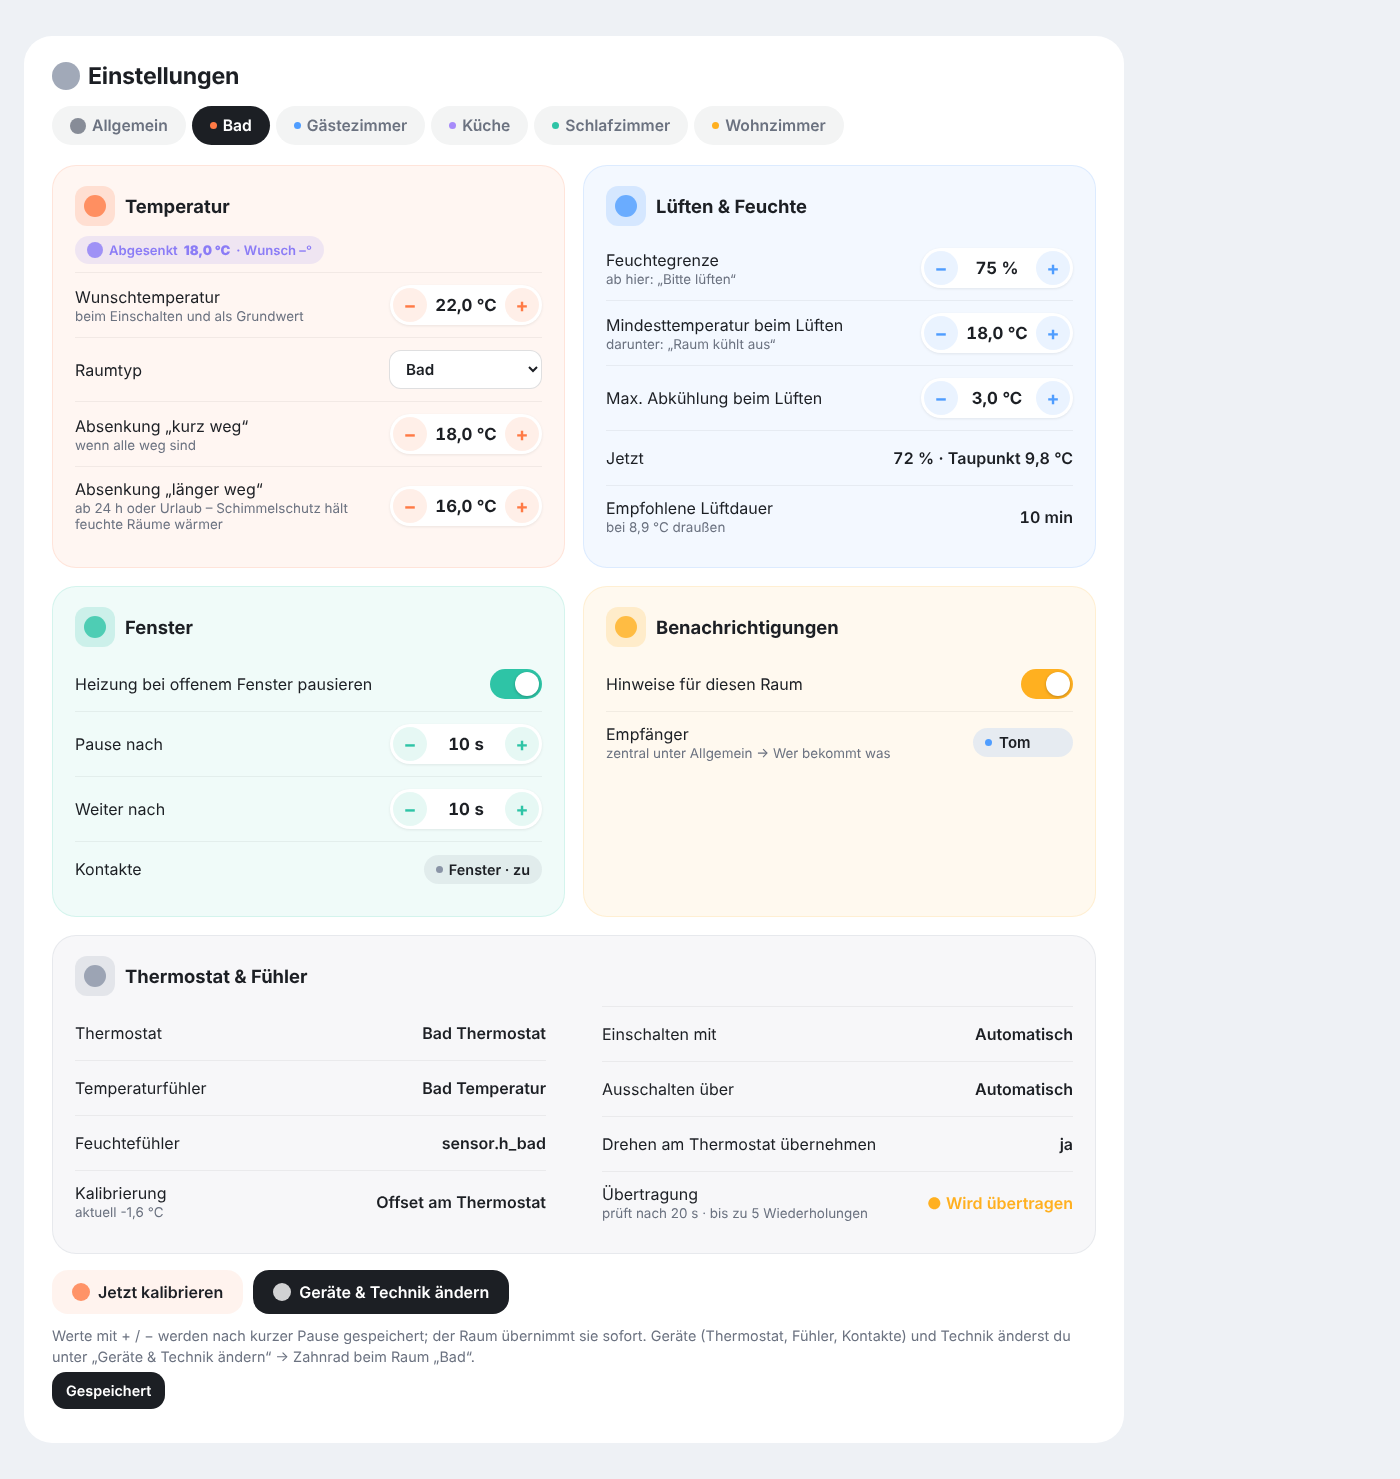 Einstellungen
Allgemein
Bad
Gästezimmer
Küche
Schlafzimmer
Wohnzimmer
Temperatur
Abgesenkt 18,0 °C · Wunsch –°
Wunschtemperatur
beim Einschalten und als Grundwert
− 22,0 °C +
Raumtyp
Bad
Absenkung „kurz weg“
wenn alle weg sind
− 18,0 °C +
Absenkung „länger weg“
ab 24 h oder Urlaub – Schimmelschutz hält
feuchte Räume wärmer
− 16,0 °C +
Lüften & Feuchte
Feuchtegrenze
ab hier: „Bitte lüften“
− 75 % +
Mindesttemperatur beim Lüften
darunter: „Raum kühlt aus“
− 18,0 °C +
Max. Abkühlung beim Lüften
− 3,0 °C +
Jetzt
72 % · Taupunkt 9,8 °C
Empfohlene Lüftdauer
bei 8,9 °C draußen
10 min
Fenster
Heizung bei offenem Fenster pausieren
Pause nach
− 10 s +
Weiter nach
− 10 s +
Kontakte
Fenster · zu
Benachrichtigungen
Hinweise für diesen Raum
Empfänger
zentral unter Allgemein → Wer bekommt was
Tom
Thermostat & Fühler
Thermostat
Bad Thermostat
Temperaturfühler
Bad Temperatur
Feuchtefühler
sensor.h_bad
Kalibrierung
aktuell -1,6 °C
Offset am Thermostat
Einschalten mit
Automatisch
Ausschalten über
Automatisch
Drehen am Thermostat übernehmen
ja
Übertragung
prüft nach 20 s · bis zu 5 Wiederholungen
Wird übertragen
Jetzt kalibrieren
Geräte & Technik ändern
Werte mit + / − werden nach kurzer Pause gespeichert; der Raum übernimmt sie sofort. Geräte (Thermostat, Fühler, Kontakte) und Technik änderst du
unter „Geräte & Technik ändern“ → Zahnrad beim Raum „Bad“.
Gespeichert